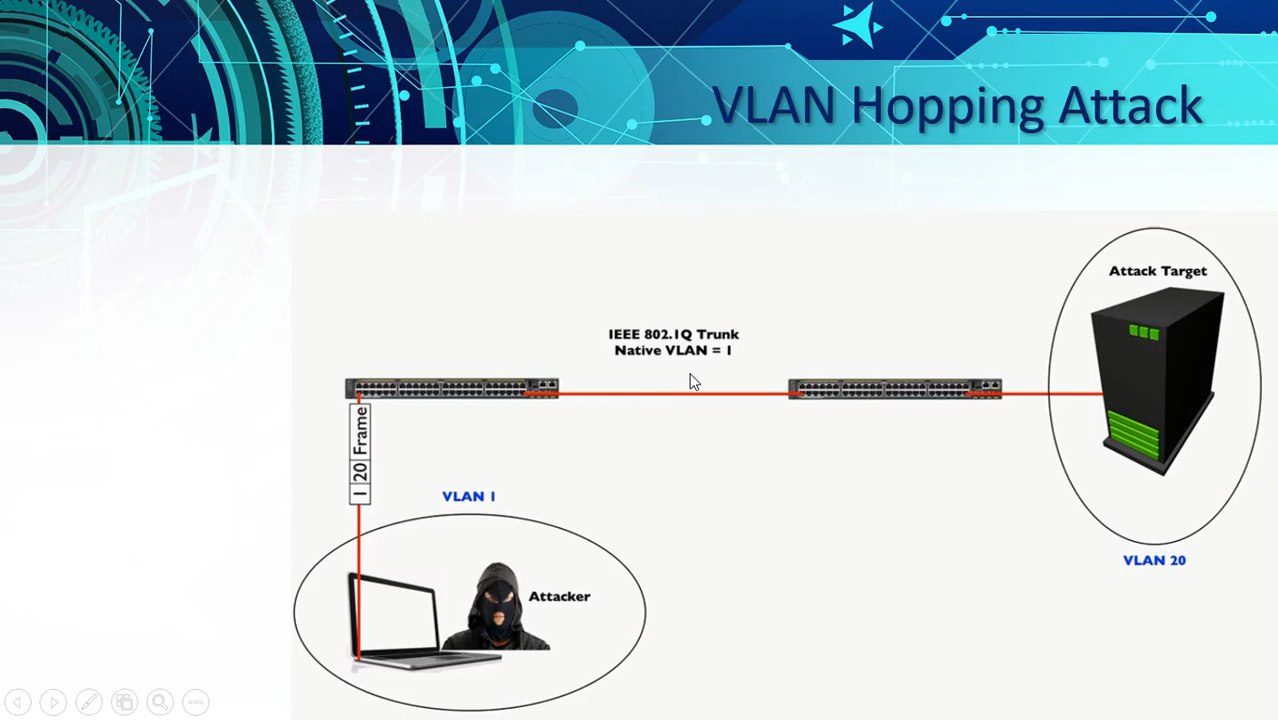 VLAN Hopping Attack
Attack Target
IEEE 802.1Q Trunk
Native VLAN = 1
1 20 Frame
VLAN 1
VLAN 20
Attacker